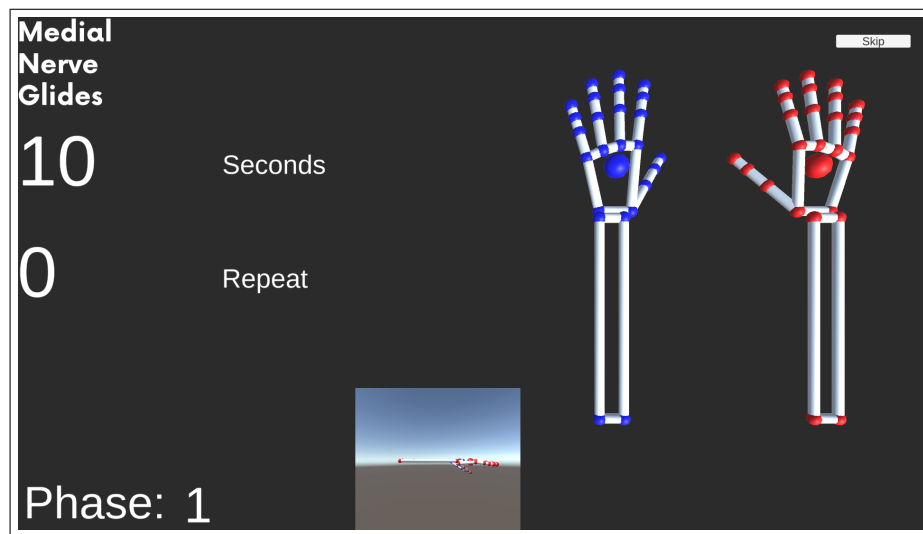 Medial
Nerve
Glides
Skip
10 Seconds
0 Repeat
Phase: 1